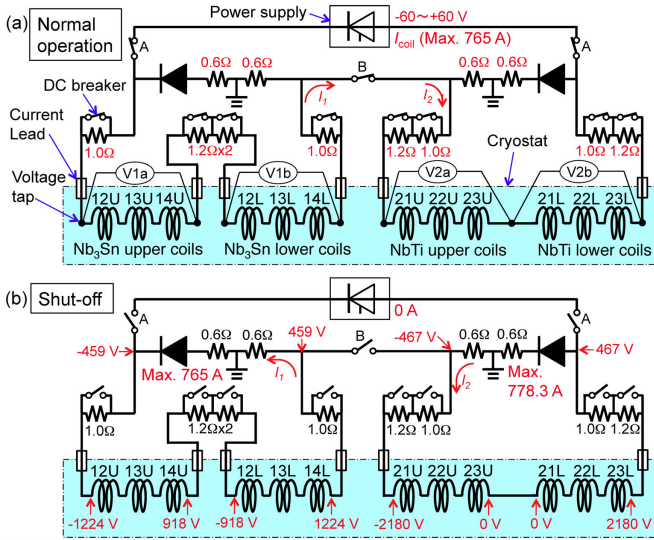 (a)
Normal
operation
Power supply
-60～+60 V
Icoil (Max. 765 A)
A
A
0.6Ω 0.6Ω
B
0.6Ω 0.6Ω
DC breaker
I1
I2
Current
Lead
1.0Ω
1.2Ωx2
1.0Ω
1.2Ω 1.0Ω
1.0Ω 1.2Ω
Cryostat
Voltage
tap
V1a
V1b
V2a
V2b
12U 13U 14U
12L 13L 14L
21U 22U 23U
21L 22L 23L
Nb3Sn upper coils
Nb3Sn lower coils
NbTi upper coils
NbTi lower coils
(b)
Shut-off
0 A
A
A
0.6Ω 0.6Ω
459 V
B
-467 V
0.6Ω 0.6Ω
-459 V
467 V
Max. 765 A
I1
I2
Max.
778.3 A
1.0Ω
1.2Ωx2
1.0Ω
1.2Ω 1.0Ω
1.0Ω 1.2Ω
12U 13U 14U
12L 13L 14L
21U 22U 23U
21L 22L 23L
-1224 V
918 V
-918 V
1224 V
-2180 V
0 V
0 V
2180 V